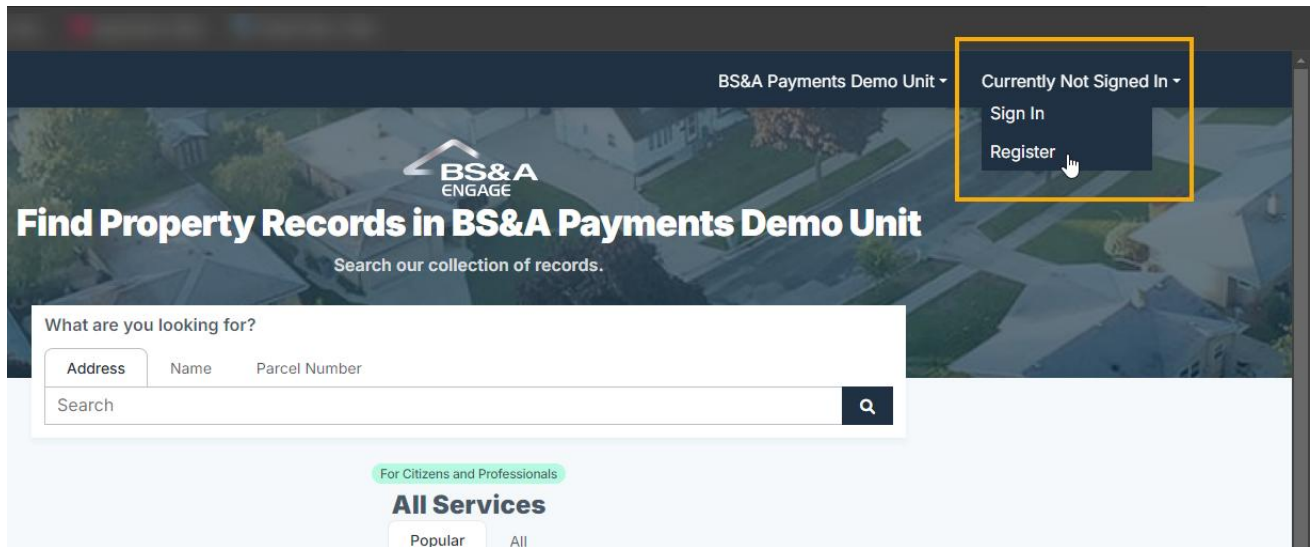 BS&A Payments Demo Unit
Currently Not Signed In
Sign In
Register
BS&A
ENGAGE
Find Property Records in BS&A Payments Demo Unit
Search our collection of records.
What are you looking for?
Address Name Parcel Number
Search
For Citizens and Professionals
All Services
Popular All